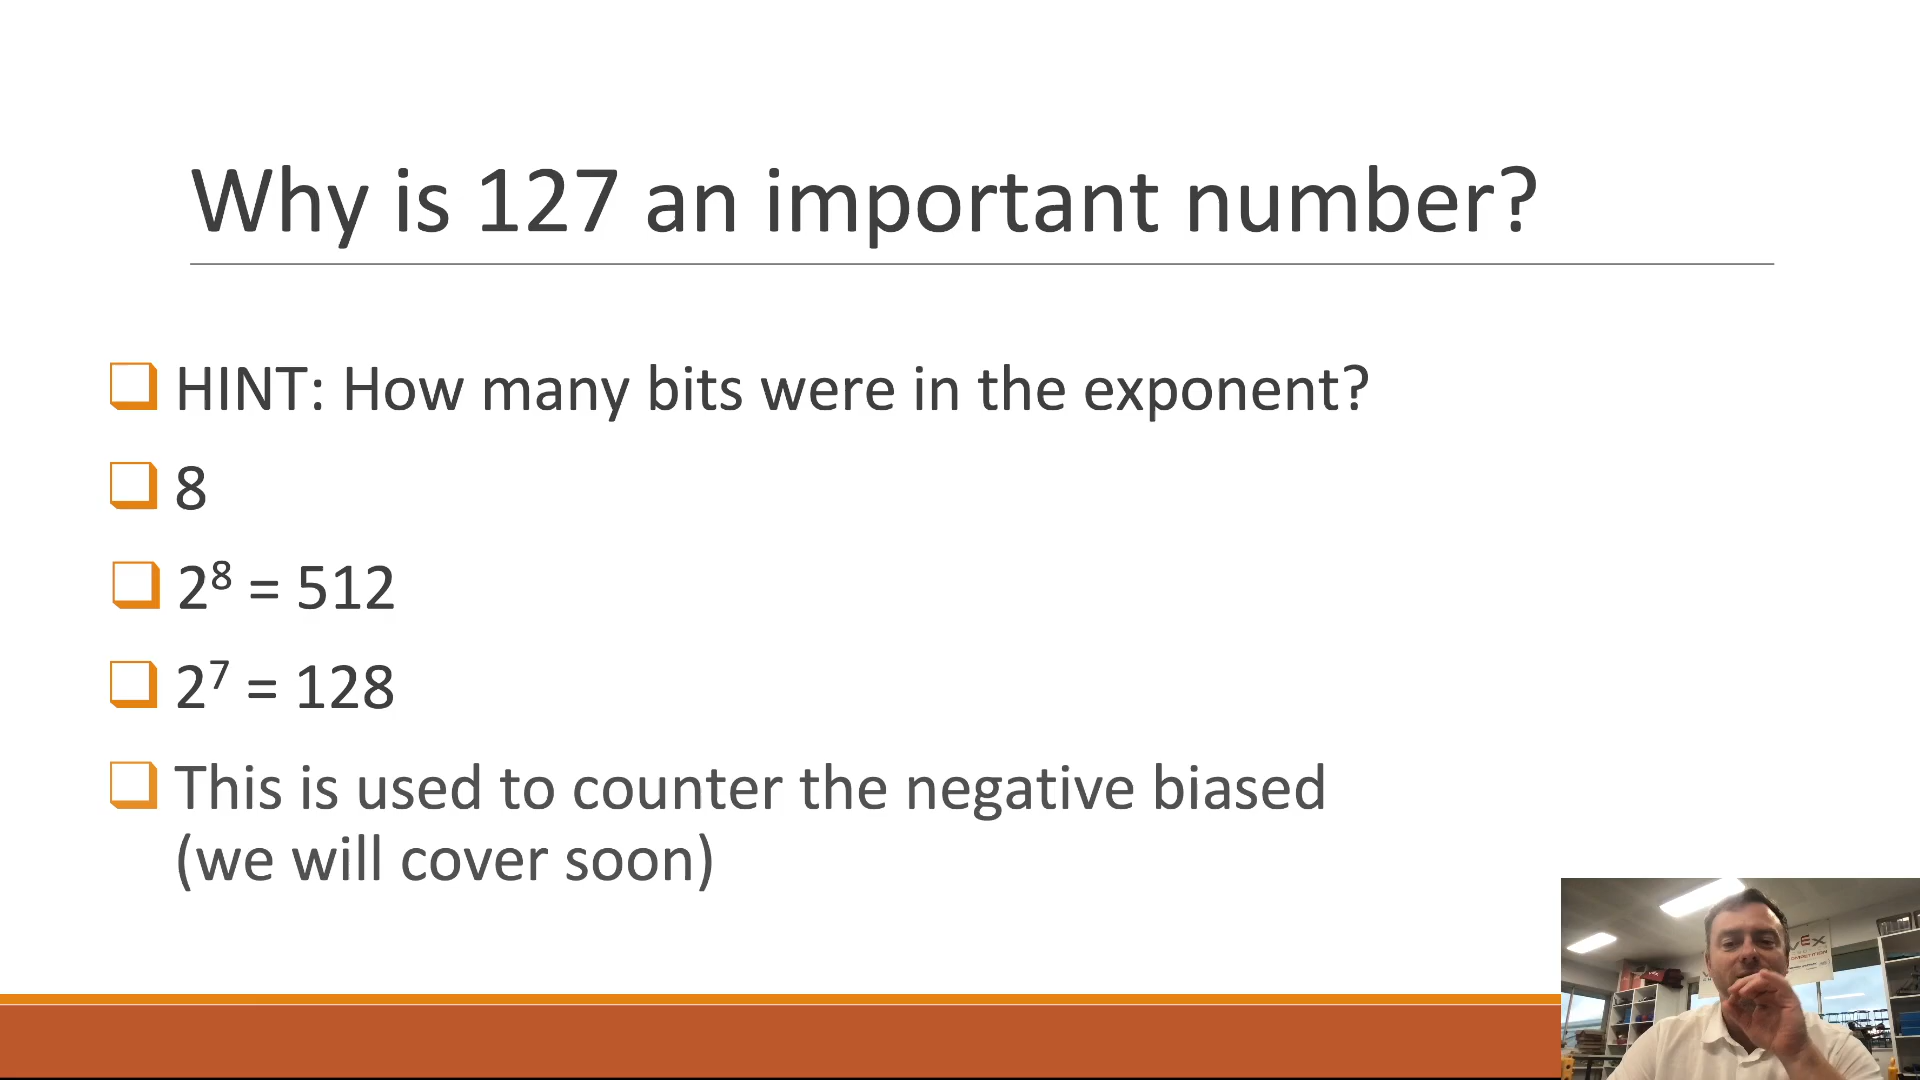 Why is 127 an important number?
HINT: How many bits were in the exponent?
8
2⁸ = 512
2⁷ = 128
This is used to counter the negative biased
(we will cover soon)
VEX